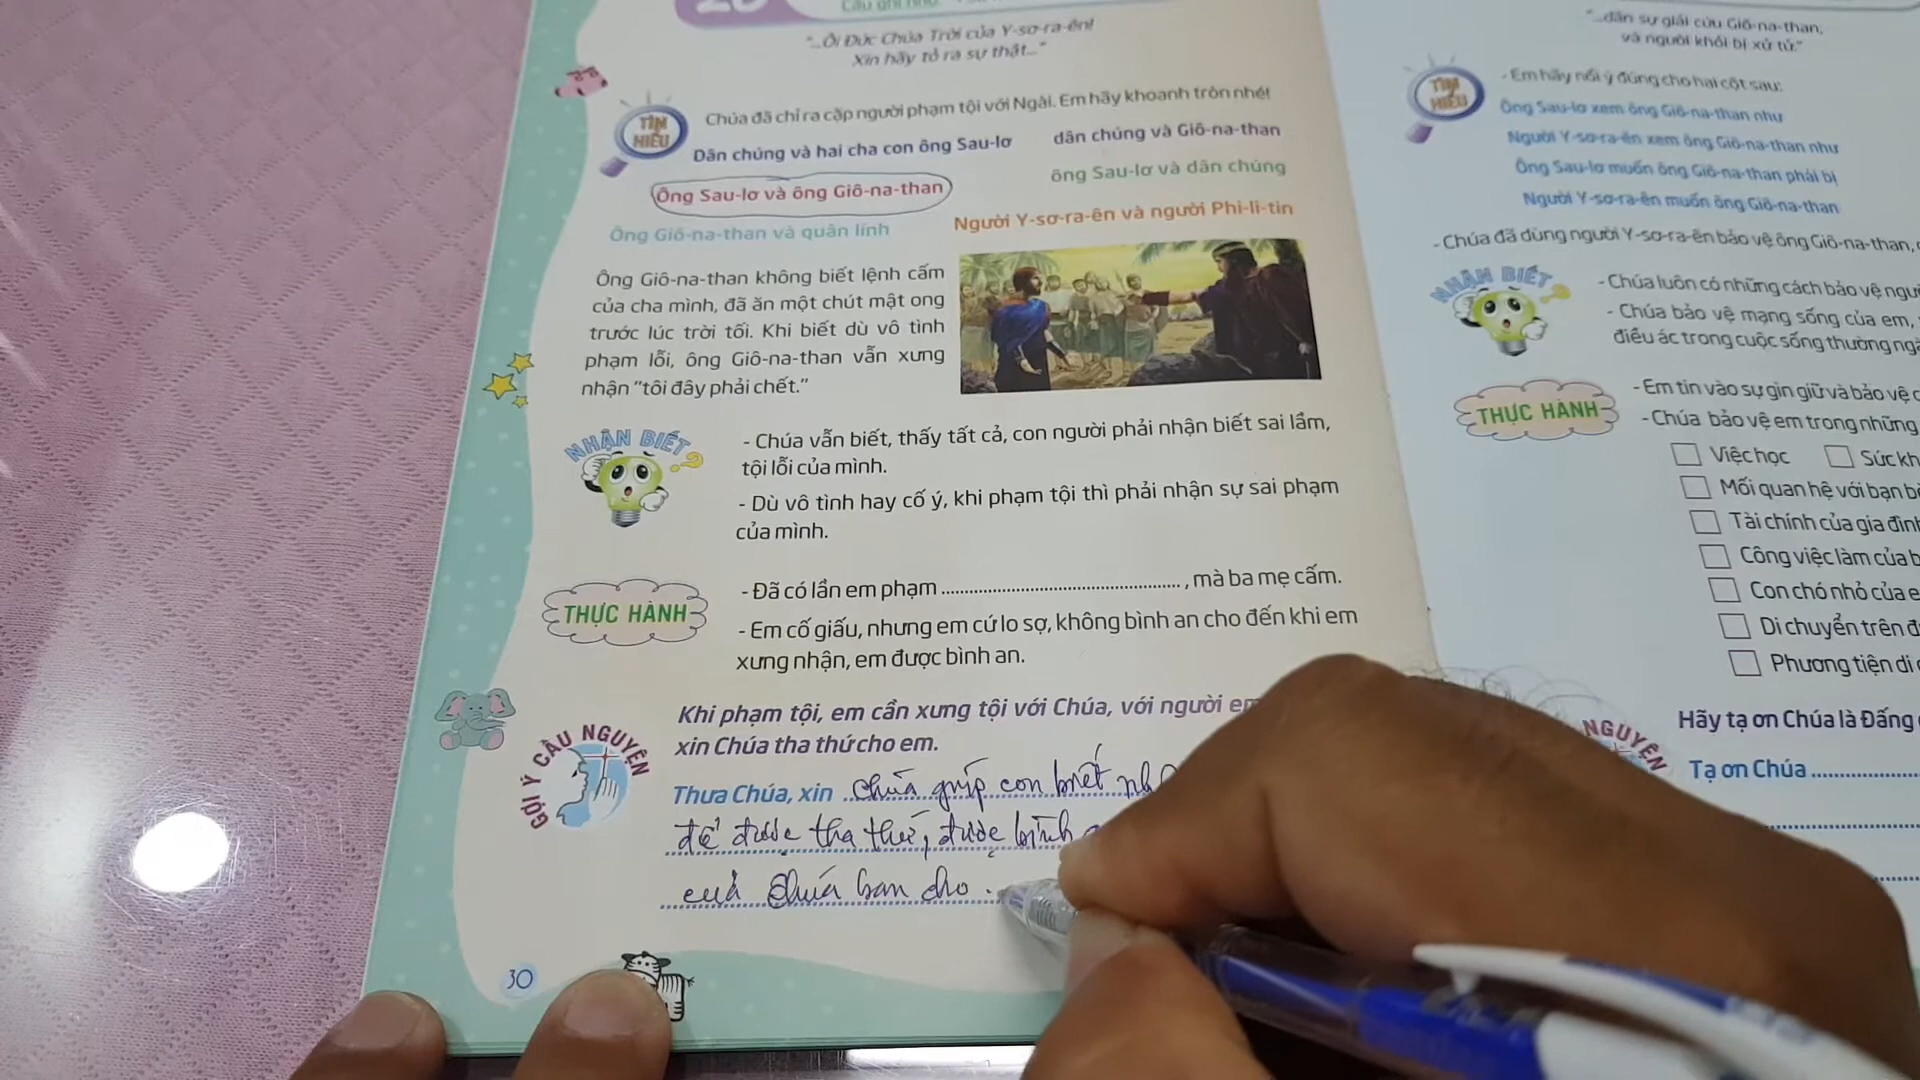 Câu ghi nhớ:
"...Ôi Đức Chúa Trời của Y-sơ-ra-ên!
Xin hãy tỏ ra sự thật..."
TÌM HIỂU
Chúa đã chỉ ra cặp người phạm tội với Ngài. Em hãy khoanh tròn nhé!
Dân chúng và hai cha con ông Sau-lơ
dân chúng và Giô-na-than
Ông Sau-lơ và ông Giô-na-than
ông Sau-lơ và dân chúng
Ông Giô-na-than và quân lính
Người Y-sơ-ra-ên và người Phi-li-tin
Ông Giô-na-than không biết lệnh cấm
của cha mình, đã ăn một chút mật ong
trước lúc trời tối. Khi biết dù vô tình
phạm lỗi, ông Giô-na-than vẫn xưng
nhận "tôi đây phải chết."
NHẬN BIẾT
- Chúa vẫn biết, thấy tất cả, con người phải nhận biết sai lầm,
tội lỗi của mình.
- Dù vô tình hay cố ý, khi phạm tội thì phải nhận sự sai phạm
của mình.
THỰC HÀNH
- Đã có lần em phạm ........................................ , mà ba mẹ cấm.
- Em cố giấu, nhưng em cứ lo sợ, không bình an cho đến khi em
xưng nhận, em được bình an.
GỢI Ý CẦU NGUYỆN
Khi phạm tội, em cần xưng tội với Chúa, với người
xin Chúa tha thứ cho em.
Thưa Chúa, xin chúa giúp con biết
để được tha thứ, được bình
của Chúa ban cho.
30
"...dân sự giải cứu Giô-na-than,
và người khỏi bị xử tử."
TÌM HIỂU
- Em hãy nối ý đúng cho hai cột sau:
Ông Sau-lơ xem ông Giô-na-than như
Người Y-sơ-ra-ên xem ông Giô-na-than như
Ông Sau-lơ muốn ông Giô-na-than phải bị
Người Y-sơ-ra-ên muốn ông Giô-na-than
- Chúa đã dùng người Y-sơ-ra-ên bảo vệ ông Giô-na-than,
NHẬN BIẾT
- Chúa luôn có những cách bảo vệ
- Chúa bảo vệ mạng sống của em,
điều ác trong cuộc sống thường
THỰC HÀNH
- Em tin vào sự gìn giữ và bảo vệ
- Chúa bảo vệ em trong những
Việc học
Sức
Mối quan hệ với bạn
Tài chính của gia
Công việc làm của
Con chó nhỏ của
Di chuyển trên
Phương tiện di
NGUYỆN
Hãy tạ ơn Chúa là Đấng
Tạ ơn Chúa